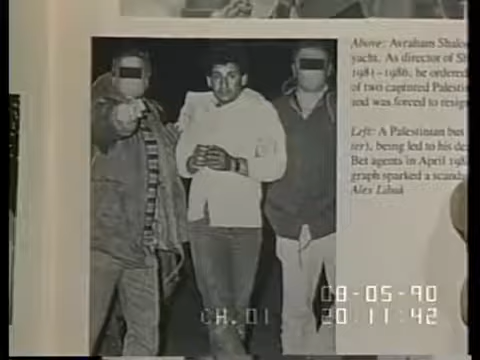 Above: Avraham Shalo
yacht. As director of Sh
1981–1986, he ordered
of two captured Palesti
and was forced to resig
Left: A Palestinian bus
ter), being led to his de
Bet agents in April 198
graph sparked a scanda
Alex Libak
08-05-90
CH.01 20:11:42